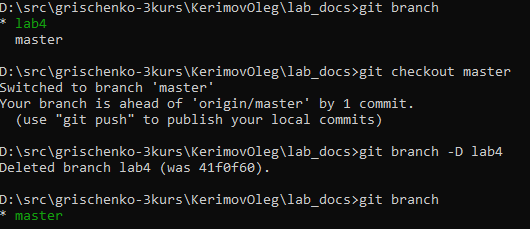 D:\src\grischenko-3kurs\KerimovOleg\lab_docs>git branch
* lab4
  master
D:\src\grischenko-3kurs\KerimovOleg\lab_docs>git checkout master
Switched to branch 'master'
Your branch is ahead of 'origin/master' by 1 commit.
  (use "git push" to publish your local commits)
D:\src\grischenko-3kurs\KerimovOleg\lab_docs>git branch -D lab4
Deleted branch lab4 (was 41f0f60).
D:\src\grischenko-3kurs\KerimovOleg\lab_docs>git branch
* master